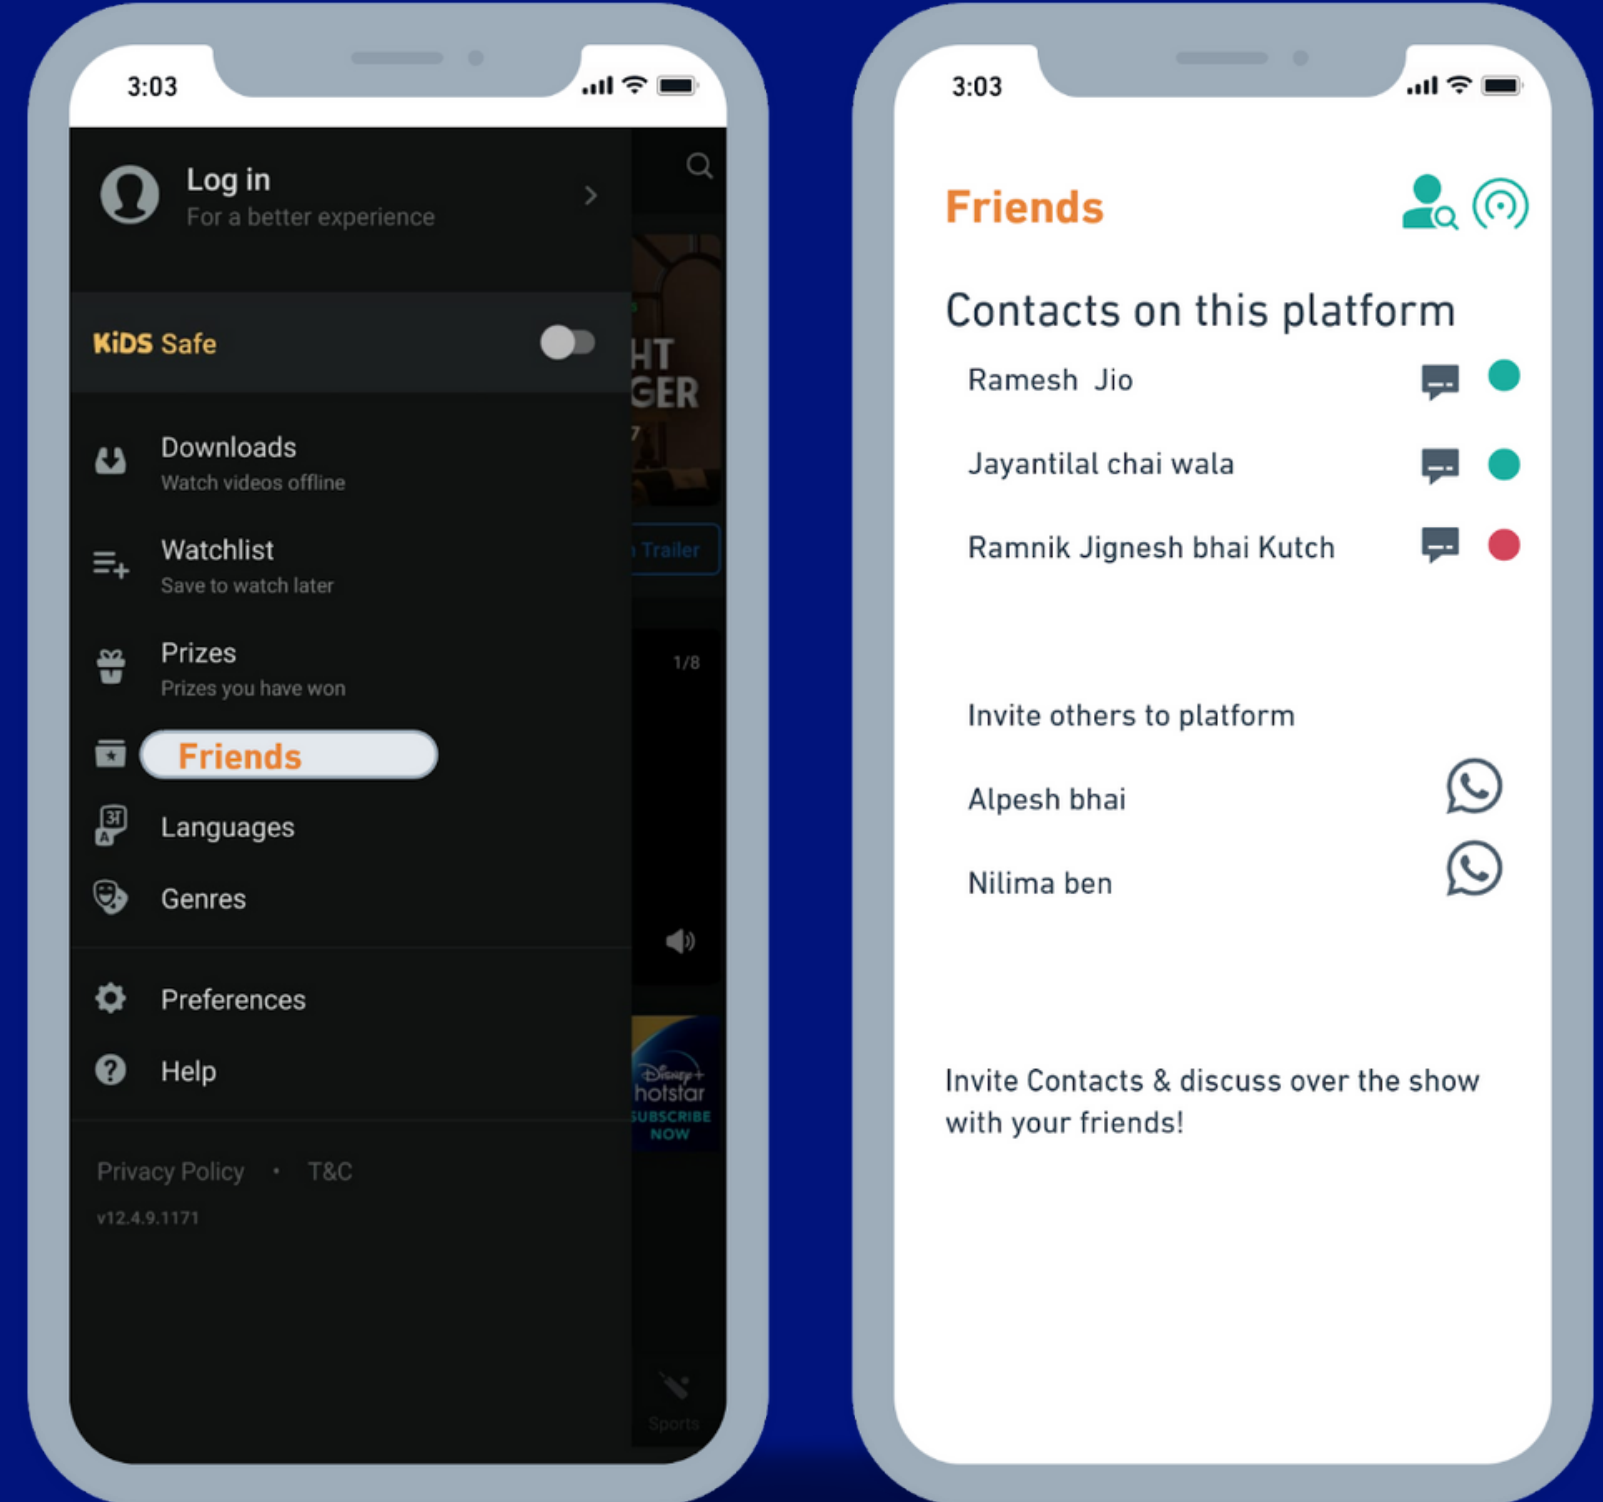 3:03
Log in
For a better experience
KiDS Safe
HT
GER
7
Downloads
Watch videos offline
Watchlist
Save to watch later
Trailer
Prizes
Prizes you have won
1/8
Friends
अ
A
Languages
Genres
Preferences
Help
Disney+
hotstar
SUBSCRIBE
NOW
Privacy Policy • T&C
v12.4.9.1171
Sports
3:03
Friends
Contacts on this platform
Ramesh Jio
Jayantilal chai wala
Ramnik Jignesh bhai Kutch
Invite others to platform
Alpesh bhai
Nilima ben
Invite Contacts & discuss over the show
with your friends!